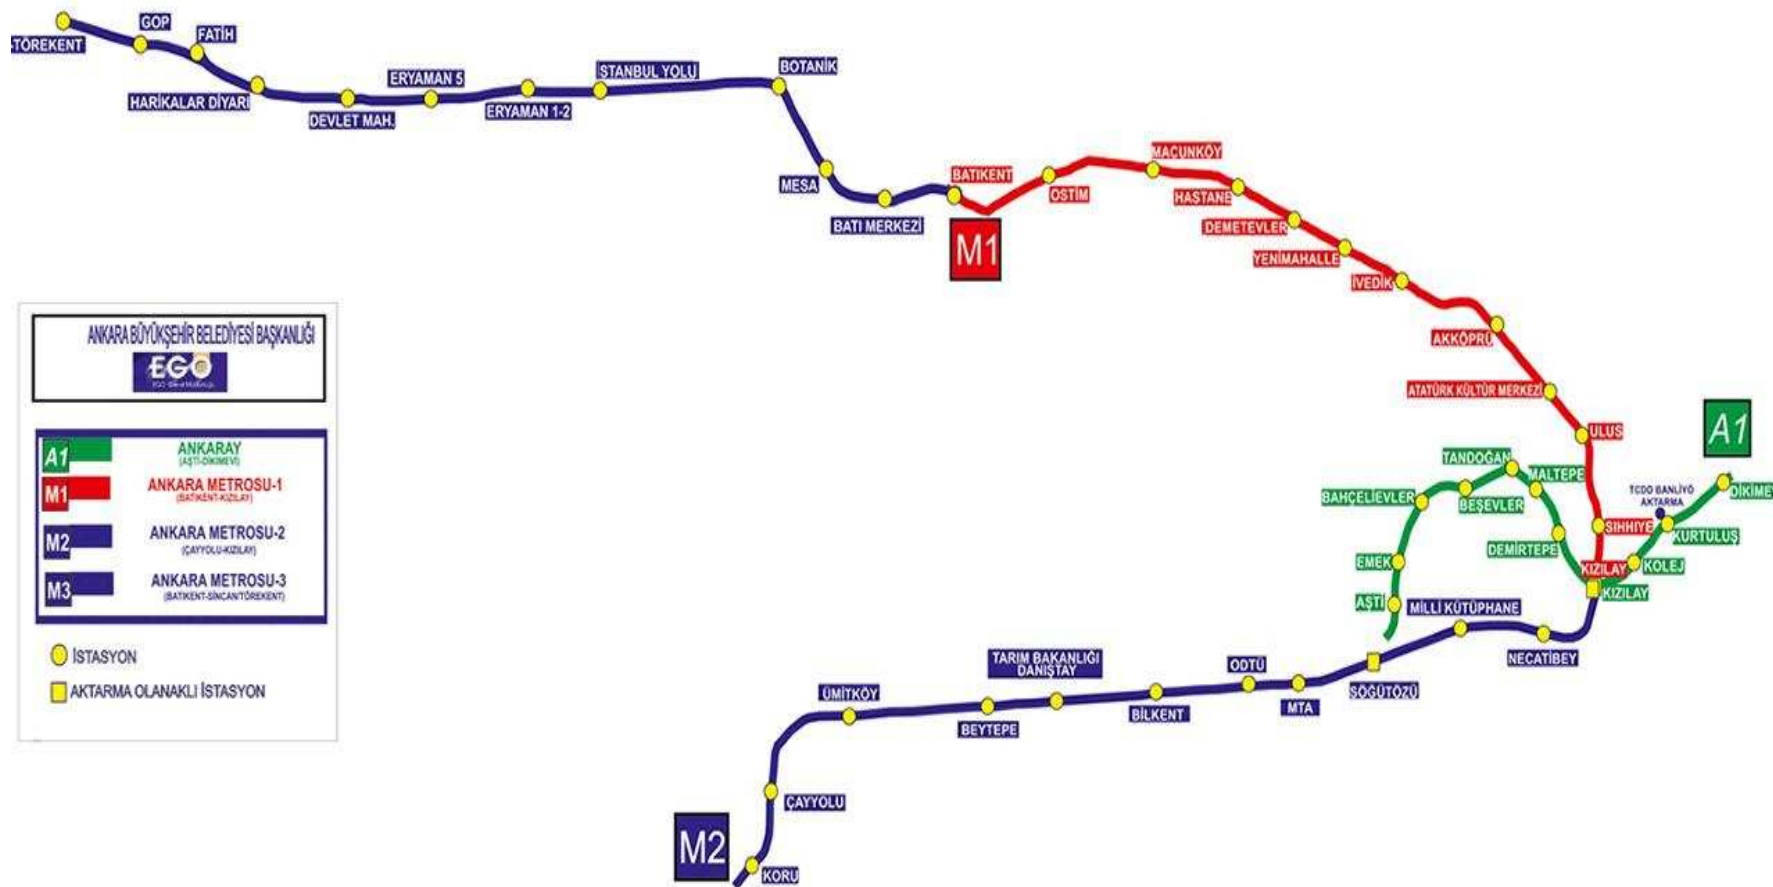 TÖREKENT
GOP
FATİH
HARİKALAR DİYARI
DEVLET MAH.
ERYAMAN 5
ERYAMAN 1-2
İSTANBUL YOLU
BOTANİK
MESA
BATI MERKEZİ
BATIKENT
M1
OSTİM
MACUNKÖY
HASTANE
DEMETEVLER
YENİMAHALLE
İVEDİK
AKKÖPRÜ
ATATÜRK KÜLTÜR MERKEZİ
ULUS
SIHHIYE
KIZILAY
A1
DİKİMEV
TCDD BANLİYÖ
AKTARMA
KURTULUŞ
KOLEJ
KIZILAY
TANDOĞAN
MALTEPE
BAHÇELİEVLER
BEŞEVLER
DEMİRTEPE
EMEK
AŞTİ
MİLLİ KÜTÜPHANE
NECATİBEY
SÖĞÜTÖZÜ
MTA
ODTÜ
BİLKENT
TARIM BAKANLIĞI
DANIŞTAY
BEYTEPE
ÜMİTKÖY
ÇAYYOLU
M2
KORU
ANKARA BÜYÜKŞEHİR BELEDİYESİ BAŞKANLIĞI
EGO
A1 ANKARAY
(AŞTİ-DİKİMEVİ)
M1 ANKARA METROSU-1
(BATIKENT-KIZILAY)
M2 ANKARA METROSU-2
(ÇAYYOLU-KIZILAY)
M3 ANKARA METROSU-3
(BATIKENT-SİNCAN/TÖREKENT)
İSTASYON
AKTARMA OLANAKLI İSTASYON